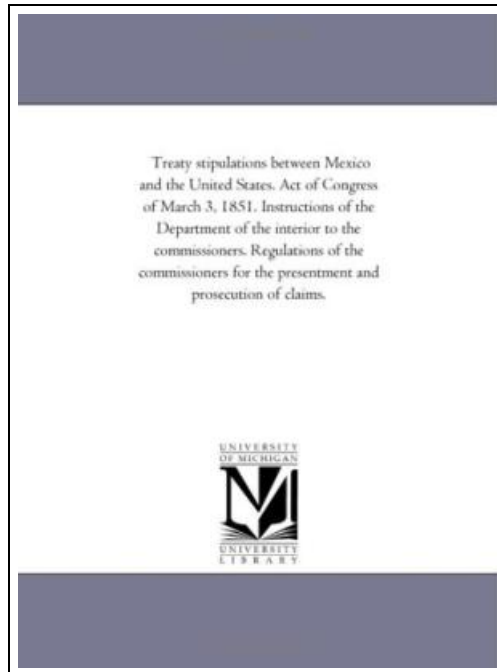 Treaty stipulations between Mexico
and the United States. Act of Congress
of March 3, 1851. Instructions of the
Department of the interior to the
commissioners. Regulations of the
commissioners for the presentment and
prosecution of claims.
UNIVERSITY
OF MICHIGAN
UNIVERSITY
LIBRARY